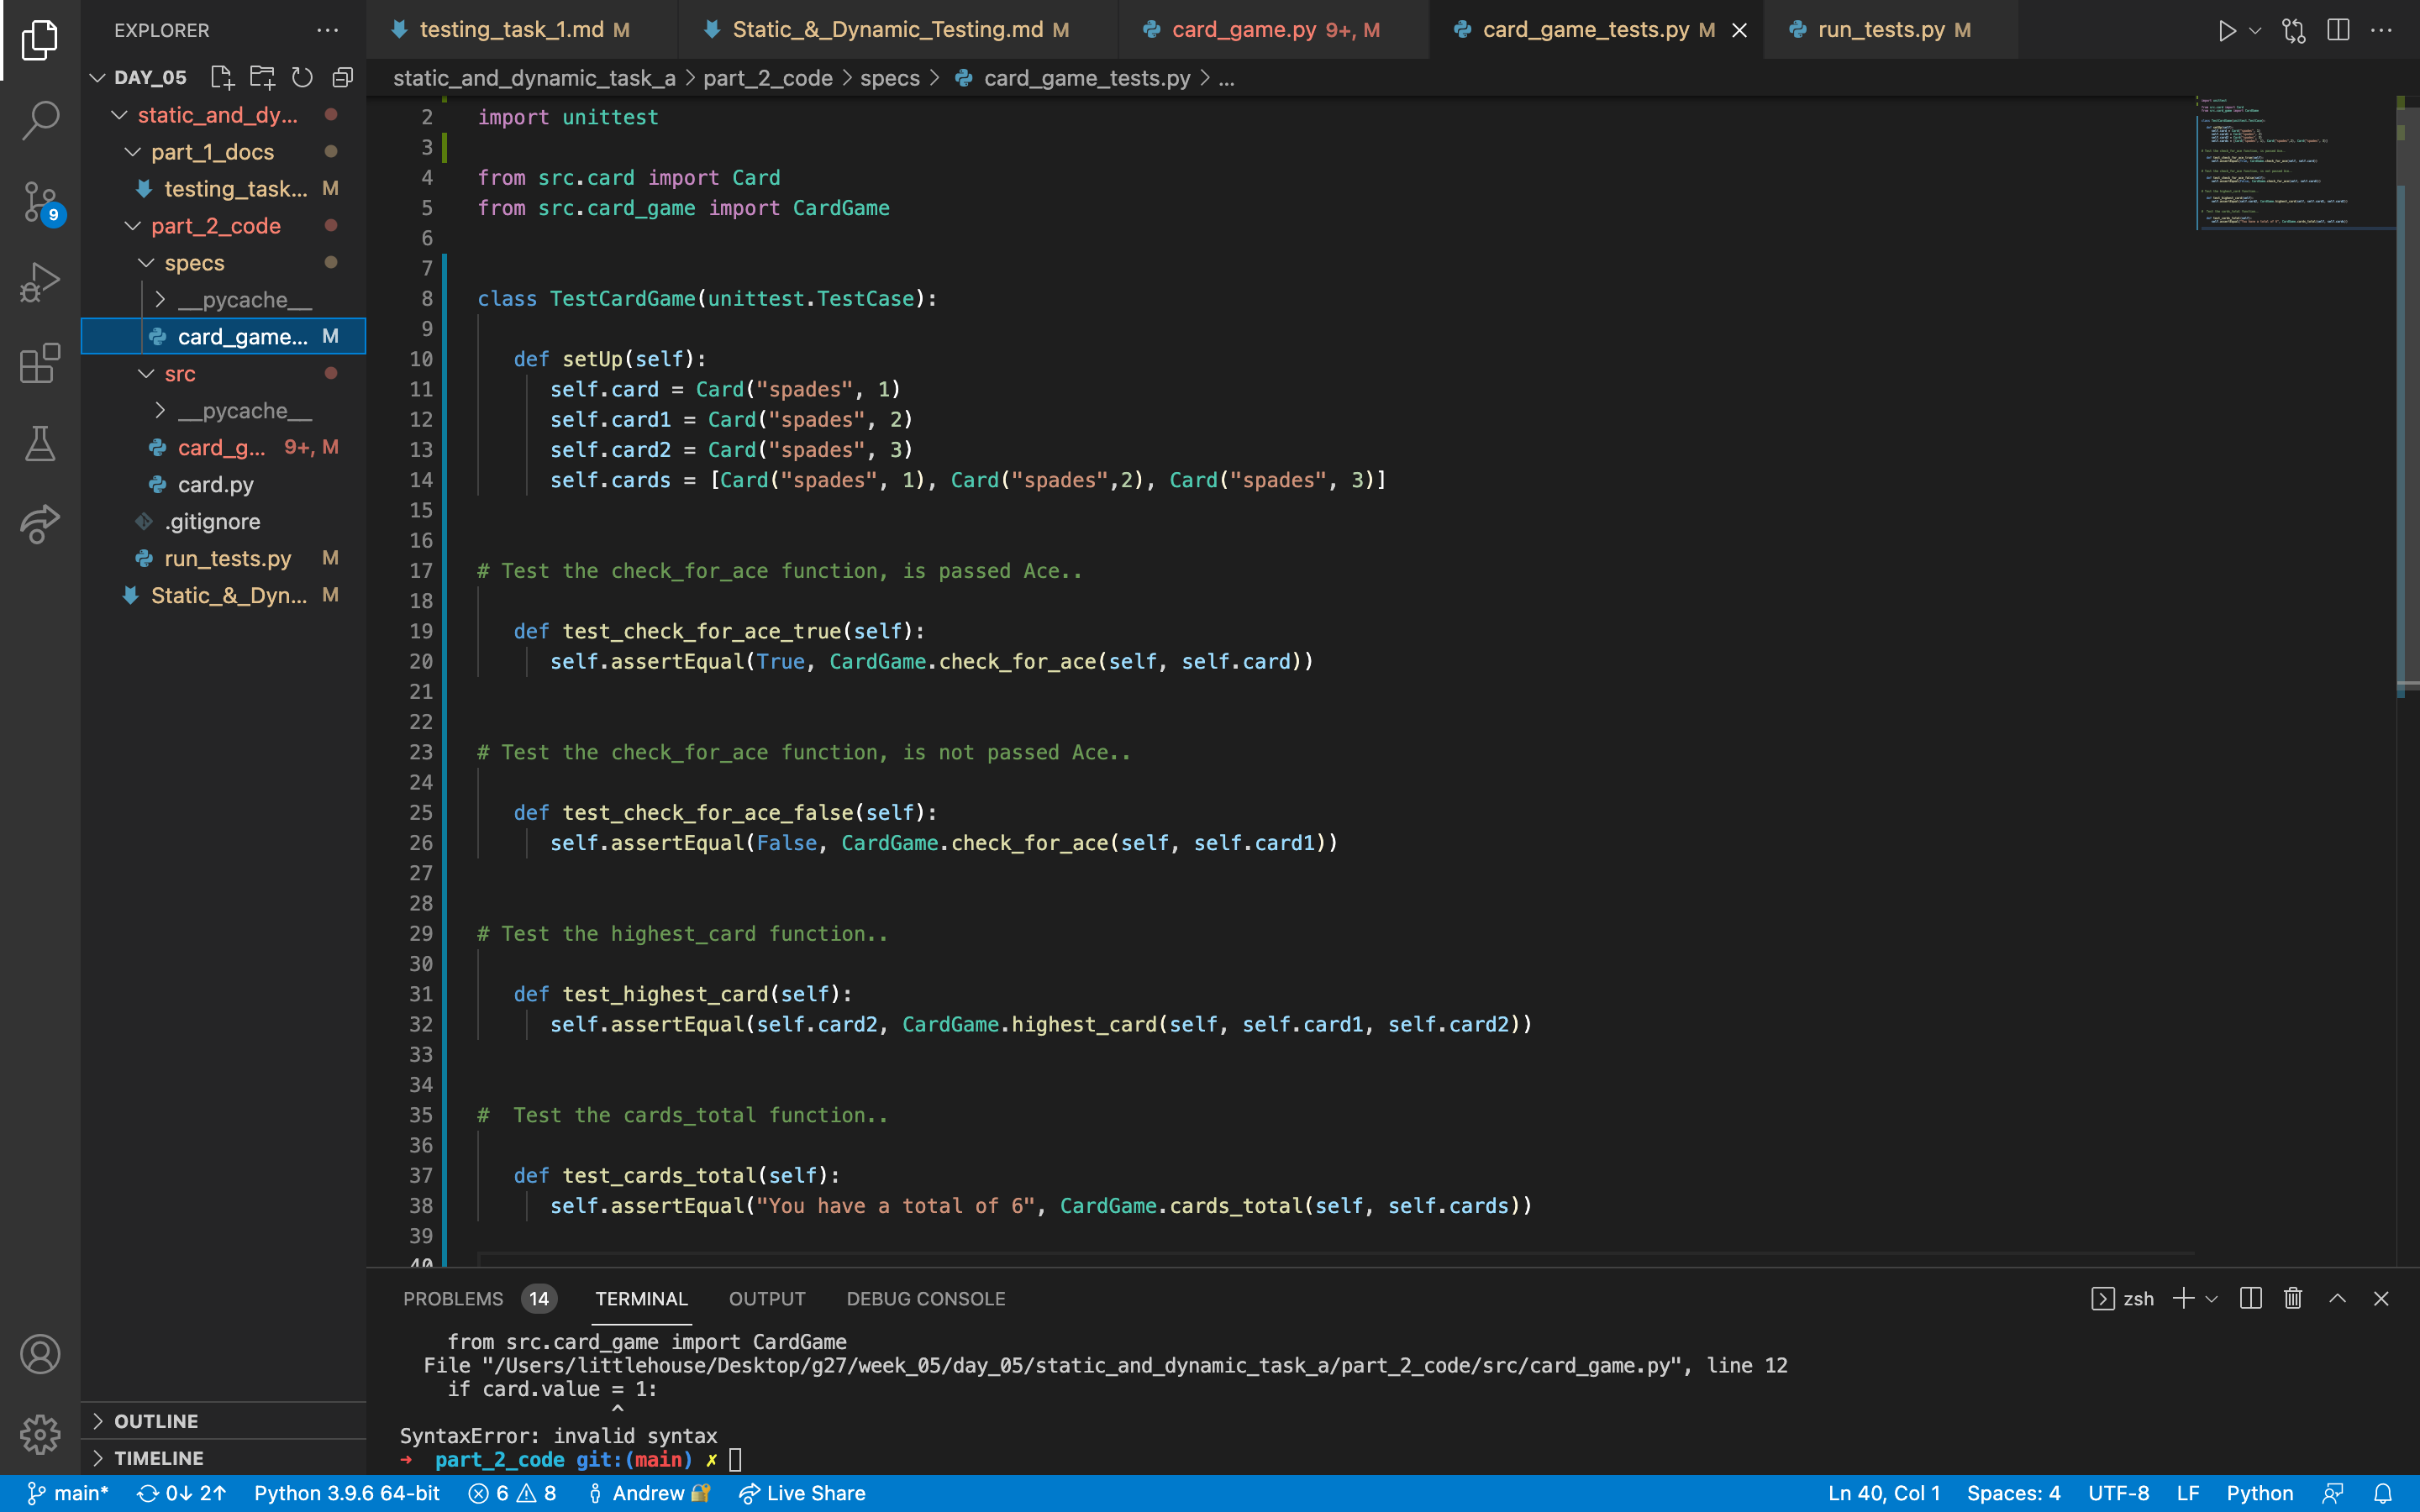 EXPLORER
DAY_05
static_and_dy...
part_1_docs
testing_task... M
part_2_code
specs
__pycache__
card_game... M
src
__pycache__
card_g... 9+, M
card.py
.gitignore
run_tests.py M
Static_&_Dyn... M
9
OUTLINE
TIMELINE
testing_task_1.md M
Static_&_Dynamic_Testing.md M
card_game.py 9+, M
card_game_tests.py M
run_tests.py M
static_and_dynamic_task_a > part_2_code > specs > card_game_tests.py > ...
2 import unittest
3
4 from src.card import Card
5 from src.card_game import CardGame
6
7
8 class TestCardGame(unittest.TestCase):
9
10 def setUp(self):
11 self.card = Card("spades", 1)
12 self.card1 = Card("spades", 2)
13 self.card2 = Card("spades", 3)
14 self.cards = [Card("spades", 1), Card("spades",2), Card("spades", 3)]
15
16
17 # Test the check_for_ace function, is passed Ace..
18
19 def test_check_for_ace_true(self):
20 self.assertEqual(True, CardGame.check_for_ace(self, self.card))
21
22
23 # Test the check_for_ace function, is not passed Ace..
24
25 def test_check_for_ace_false(self):
26 self.assertEqual(False, CardGame.check_for_ace(self, self.card1))
27
28
29 # Test the highest_card function..
30
31 def test_highest_card(self):
32 self.assertEqual(self.card2, CardGame.highest_card(self, self.card1, self.card2))
33
34
35 #  Test the cards_total function..
36
37 def test_cards_total(self):
38 self.assertEqual("You have a total of 6", CardGame.cards_total(self, self.cards))
39
40
PROBLEMS 14 TERMINAL OUTPUT DEBUG CONSOLE
zsh
from src.card_game import CardGame
File "/Users/littlehouse/Desktop/g27/week_05/day_05/static_and_dynamic_task_a/part_2_code/src/card_game.py", line 12
if card.value = 1:
^
SyntaxError: invalid syntax
→ part_2_code git:(main) ✗
main* 0↓ 2↑ Python 3.9.6 64-bit 6 8 Andrew Live Share
Ln 40, Col 1 Spaces: 4 UTF-8 LF Python